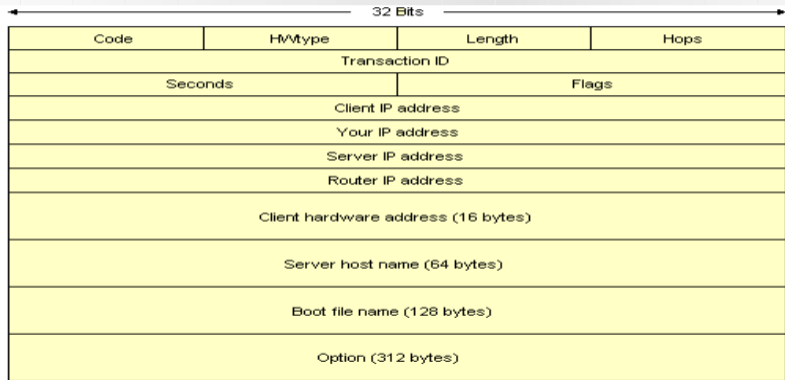 32 Bits
Code HWtype Length Hops
Transaction ID
Seconds Flags
Client IP address
Your IP address
Server IP address
Router IP address
Client hardware address (16 bytes)
Server host name (64 bytes)
Boot file name (128 bytes)
Option (312 bytes)